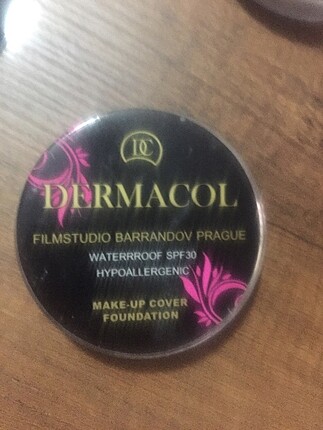 DC
DERMACOL
FILMSTUDIO BARRANDOV PRAGUE
WATERRROOF SPF30
HYPOALLERGENIC
MAKE-UP COVER
FOUNDATION